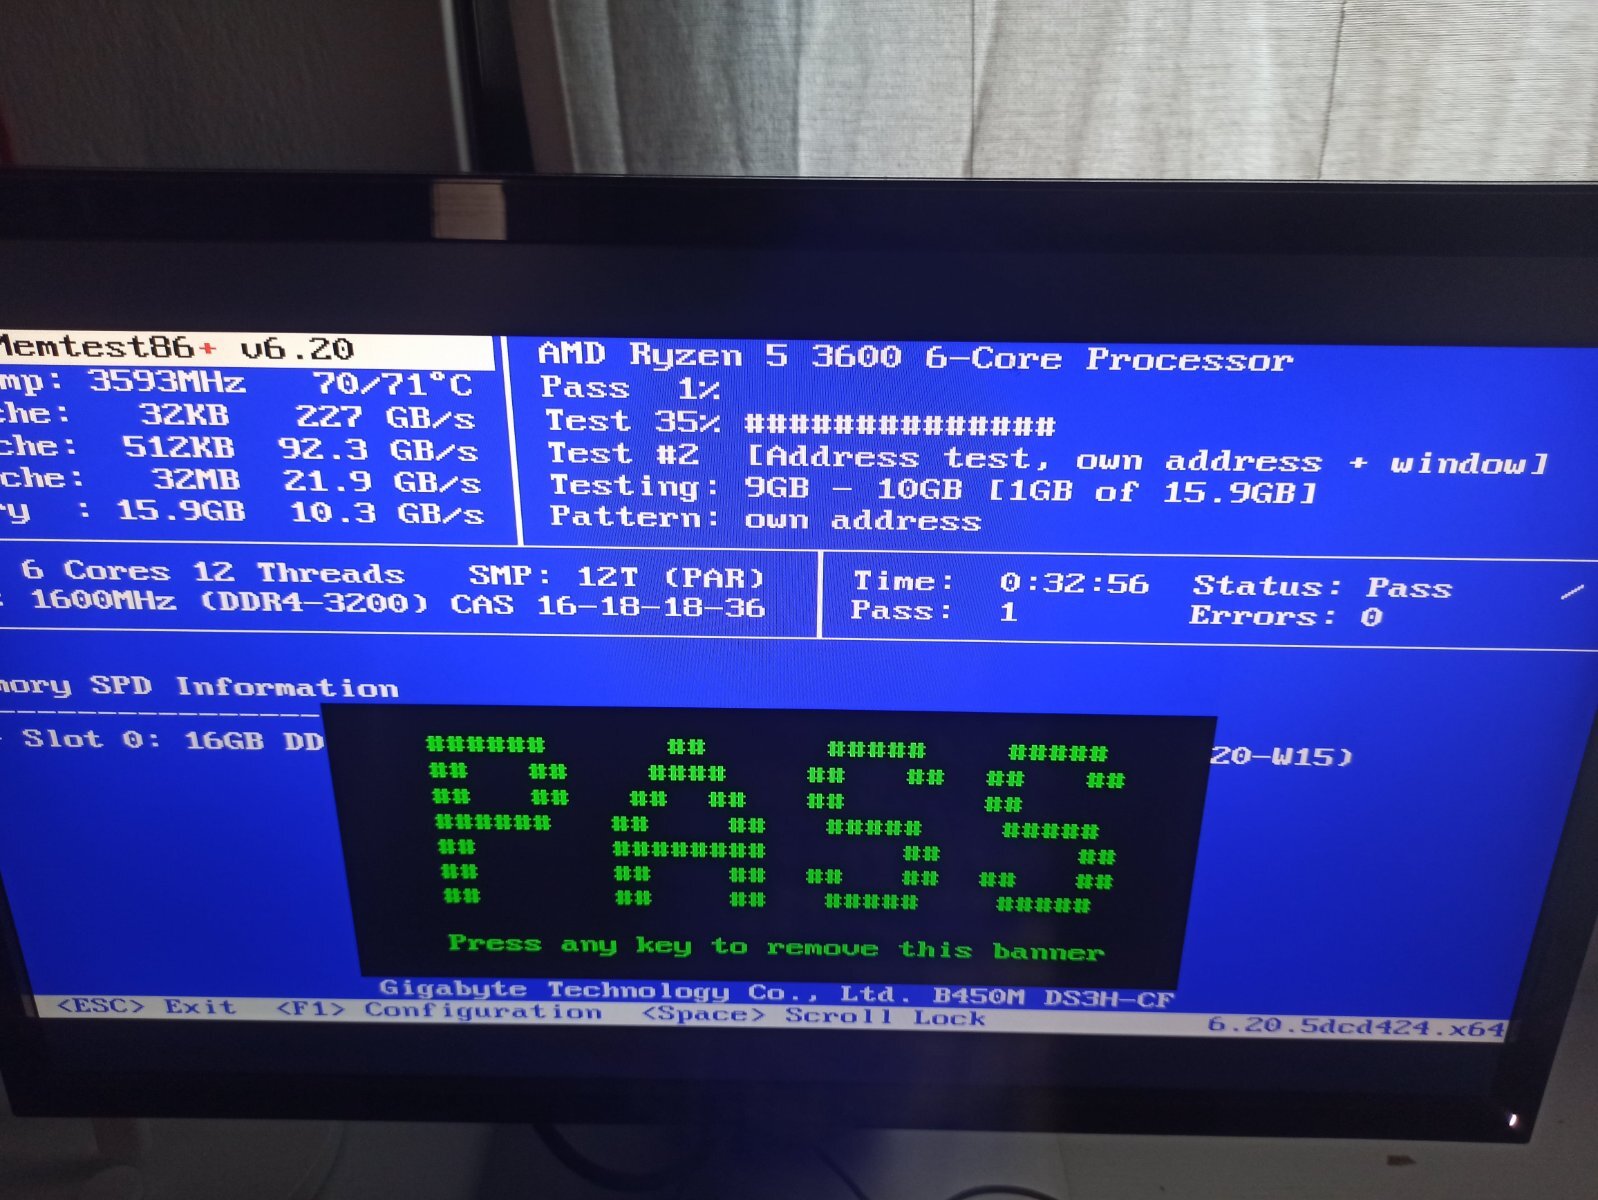 Memtest86+ v6.20
mp: 3593MHz 70/71°C
che: 32KB 227 GB/s
che: 512KB 92.3 GB/s
che: 32MB 21.9 GB/s
ry : 15.9GB 10.3 GB/s
AMD Ryzen 5 3600 6-Core Processor
Pass 1%
Test 35% ##############
Test #2 [Address test, own address + window]
Testing: 9GB - 10GB [1GB of 15.9GB]
Pattern: own address
6 Cores 12 Threads SMP: 12T (PAR)
: 1600MHz (DDR4-3200) CAS 16-18-18-36
Time: 0:32:56 Status: Pass /
Pass: 1 Errors: 0
mory SPD Information
- Slot 0: 16GB DD 20-W15)
PASS
Press any key to remove this banner
Gigabyte Technology Co., Ltd. B450M DS3H-CF
<ESC> Exit <F1> Configuration <Space> Scroll Lock 6.20.5dcd424.x64